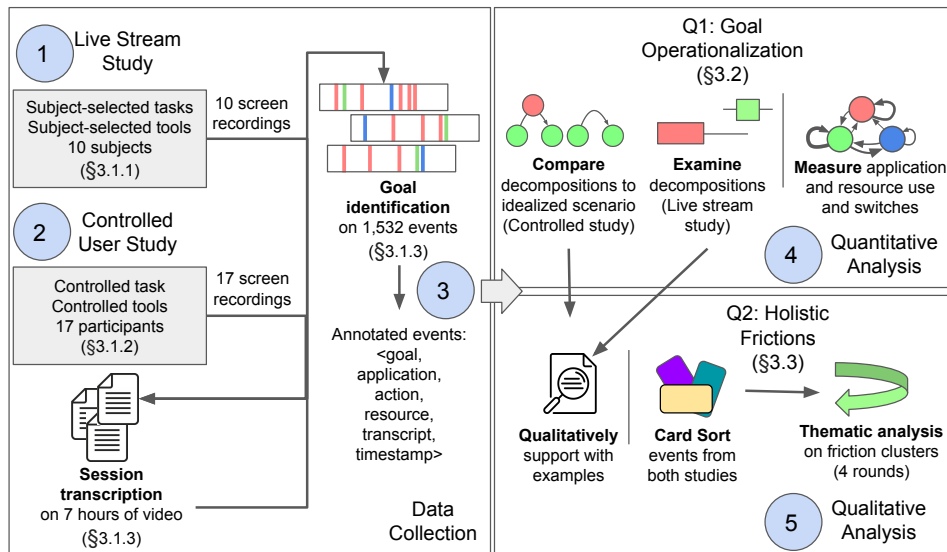 1
Live Stream
Study
Subject-selected tasks
Subject-selected tools
10 subjects
(§3.1.1)
10 screen
recordings
2
Controlled
User Study
Controlled task
Controlled tools
17 participants
(§3.1.2)
17 screen
recordings
Session
transcription
on 7 hours of video
(§3.1.3)
Goal
identification
on 1,532 events
(§3.1.3)
3
Annotated events:
<goal,
application,
action,
resource,
transcript,
timestamp>
Data
Collection
Q1: Goal
Operationalization
(§3.2)
Compare
decompositions to
idealized scenario
(Controlled study)
Examine
decompositions
(Live stream
study)
Measure application
and resource use
and switches
4
Quantitative
Analysis
Q2: Holistic
Frictions
(§3.3)
Qualitatively
support with
examples
Card Sort
events from
both studies
Thematic analysis
on friction clusters
(4 rounds)
5
Qualitative
Analysis